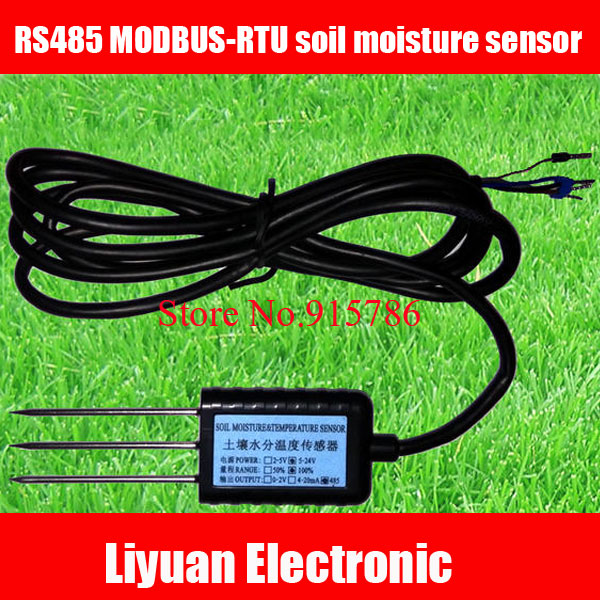 RS485 MODBUS-RTU soil moisture sensor
Store No.915786
SOIL MOISTURE&TEMPERATURE SENSOR
土壤水分温度传感器
电源POWER: 2-5V 5-24V
量程RANGE: 50% 100%
输出OUTPUT: 0-2V 4-20mA 485
Liyuan Electronic